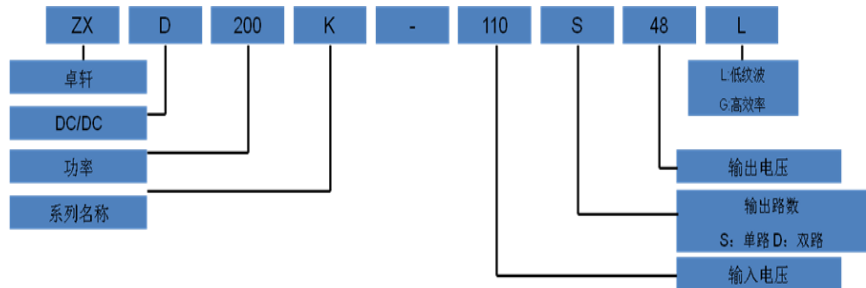 ZX D 200 K - 110 S 48 L
卓轩
L:低纹波
G:高效率
DC/DC
功率
输出电压
系列名称
输出路数
S：单路 D：双路
输入电压